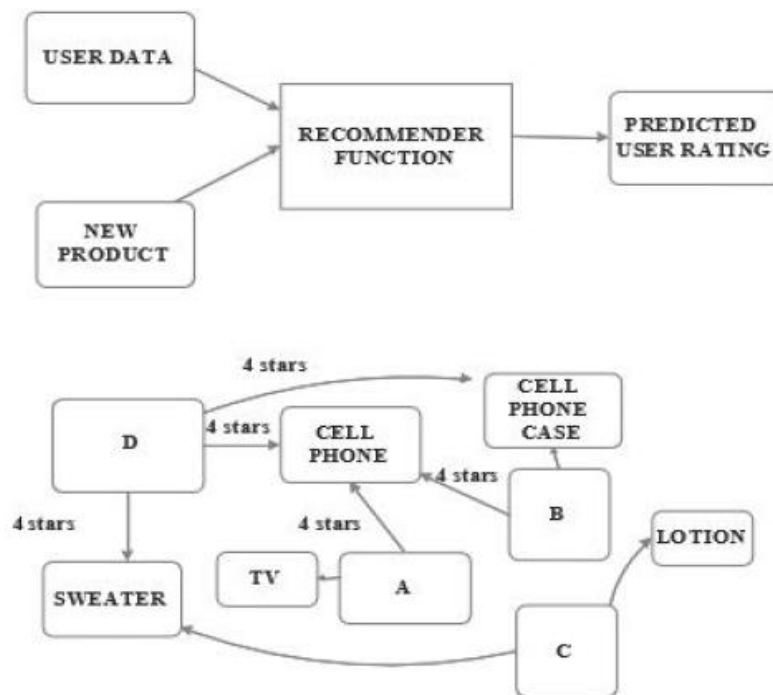 USER DATA
RECOMMENDER
FUNCTION
PREDICTED
USER RATING
NEW
PRODUCT
4 stars
CELL
PHONE
CASE
D
4 stars
CELL
PHONE
4 stars
B
4 stars
4 stars
LOTION
TV
A
SWEATER
C